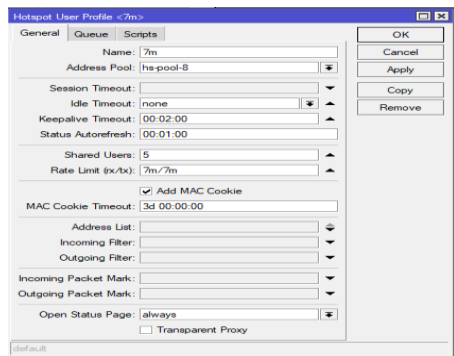 Hotspot User Profile <7m>
General Queue Scripts
OK
Name: 7m
Cancel
Address Pool: hs-pool-8
Apply
Session Timeout:
Copy
Idle Timeout: none
Remove
Keepalive Timeout: 00:02:00
Status Autorefresh: 00:01:00
Shared Users: 5
Rate Limit (rx/tx): 7m/7m
Add MAC Cookie
MAC Cookie Timeout: 3d 00:00:00
Address List:
Incoming Filter:
Outgoing Filter:
Incoming Packet Mark:
Outgoing Packet Mark:
Open Status Page: always
Transparent Proxy
default